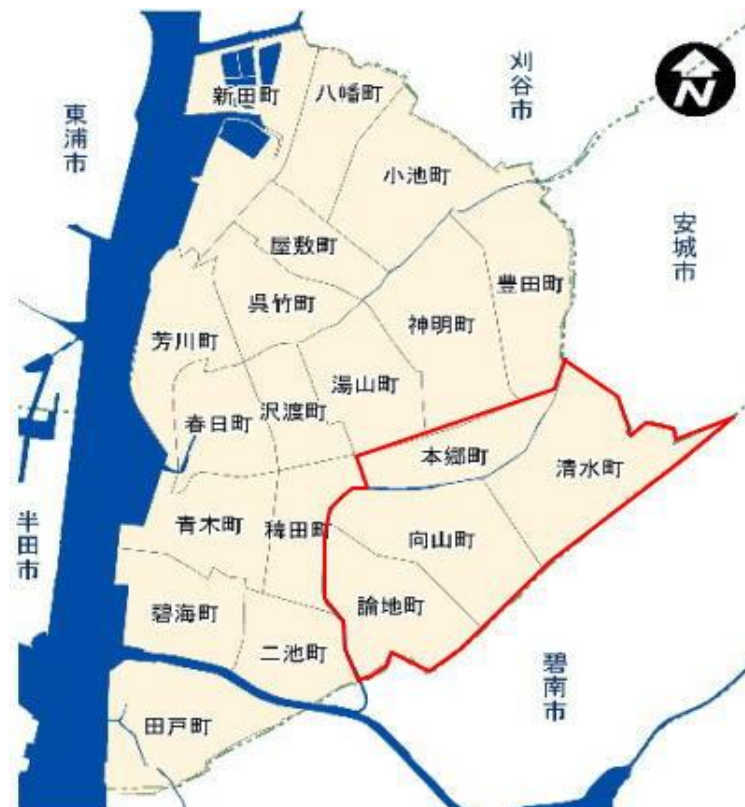 刈谷市
N
東浦市
新田町
八幡町
小池町
安城市
屋敷町
豊田町
呉竹町
神明町
芳川町
湯山町
沢渡町
春日町
本郷町
清水町
半田市
青木町
稗田町
向山町
論地町
碧海町
二池町
碧南市
田戸町